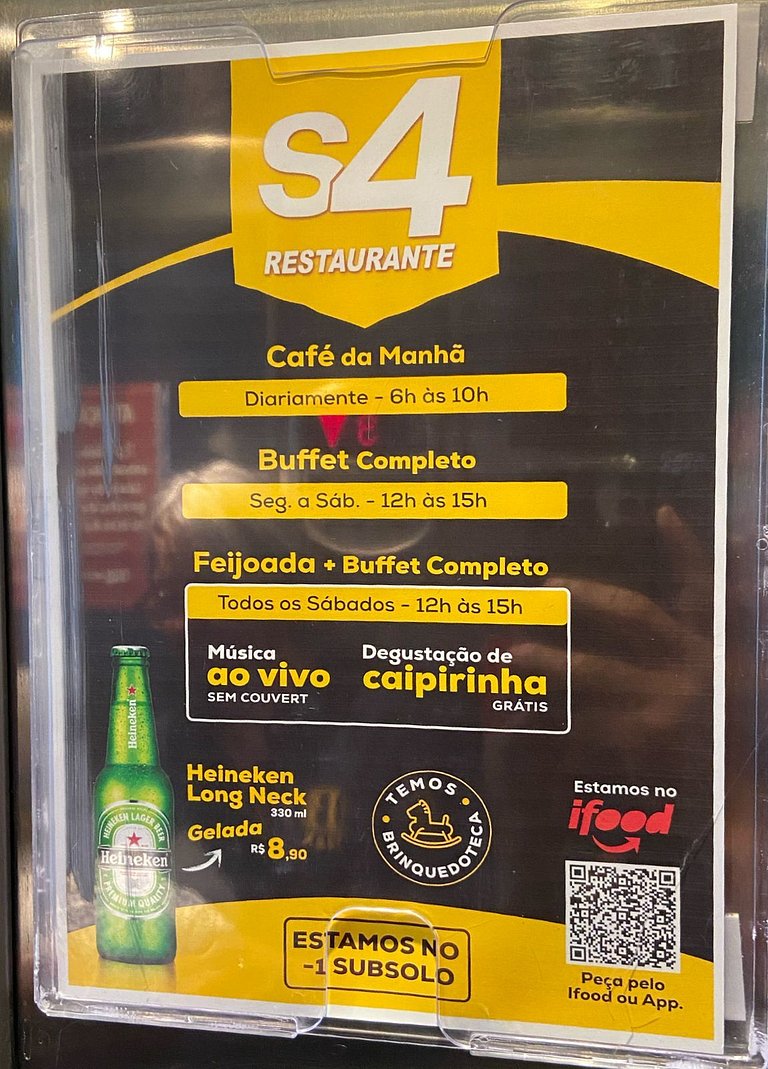 S4
RESTAURANTE
Café da Manhã
Diariamente - 6h às 10h
Buffet Completo
Seg. a Sáb. - 12h às 15h
Feijoada + Buffet Completo
Todos os Sábados - 12h às 15h
Música
ao vivo
SEM COUVERT
Degustação de
caipirinha
GRÁTIS
Heineken
HEINEKEN LAGER BEER
Heineken
PREMIUM QUALITY
Heineken
Long Neck
330 ml
Gelada
R$ 8,90
TEMOS
BRINQUEDOTECA
Estamos no
ifood
Peça pelo
Ifood ou App.
ESTAMOS NO
-1 SUBSOLO